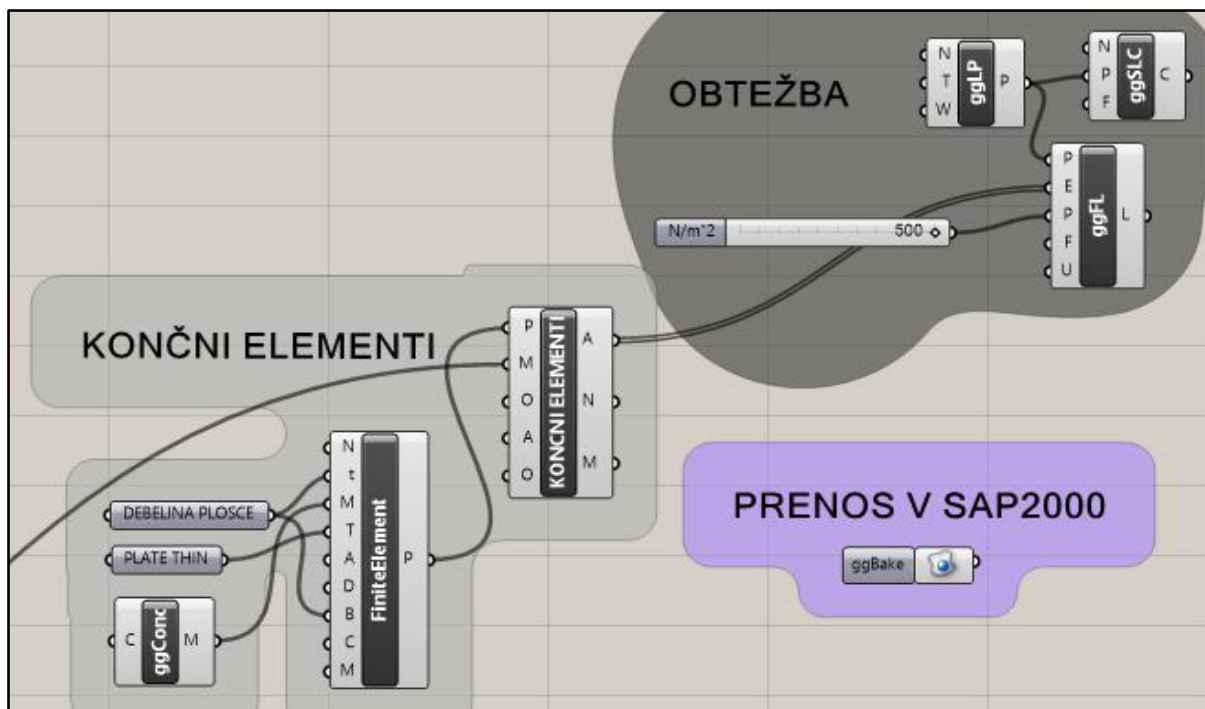 OBTEŽBA
N
T
W
ggLP
P
N
P
F
ggSLC
C
P
E
P
F
U
ggFL
L
N/m^2
500
KONČNI ELEMENTI
P
M
O
A
O
KONCNI ELEMENTI
A
N
M
DEBELINA PLOSCE
PLATE THIN
C
ggConc
M
N
t
M
T
A
D
B
C
M
FiniteElement
P
PRENOS V SAP2000
ggBake